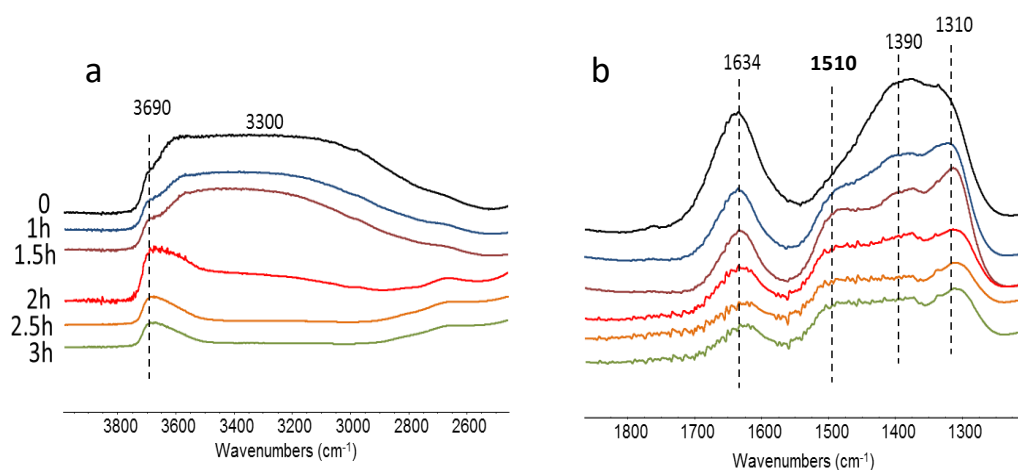 a
3690
3300
0
1h
1.5h
2h
2.5h
3h
3800 3600 3400 3200 3000 2800 2600
Wavenumbers (cm⁻¹)
b
1634
1510
1390
1310
1800 1700 1600 1500 1400 1300
Wavenumbers (cm⁻¹)